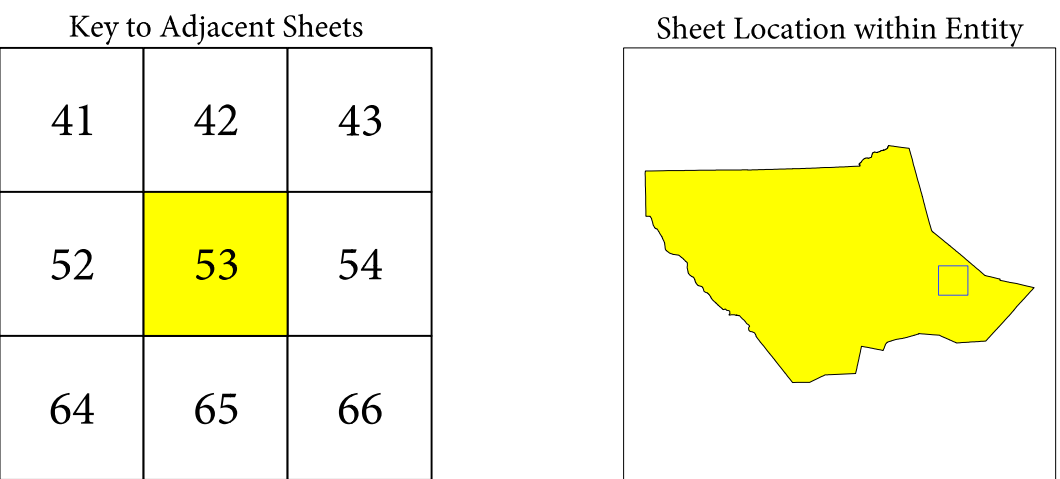 Key to Adjacent Sheets
Sheet Location within Entity
41 42 43
52 53 54
64 65 66